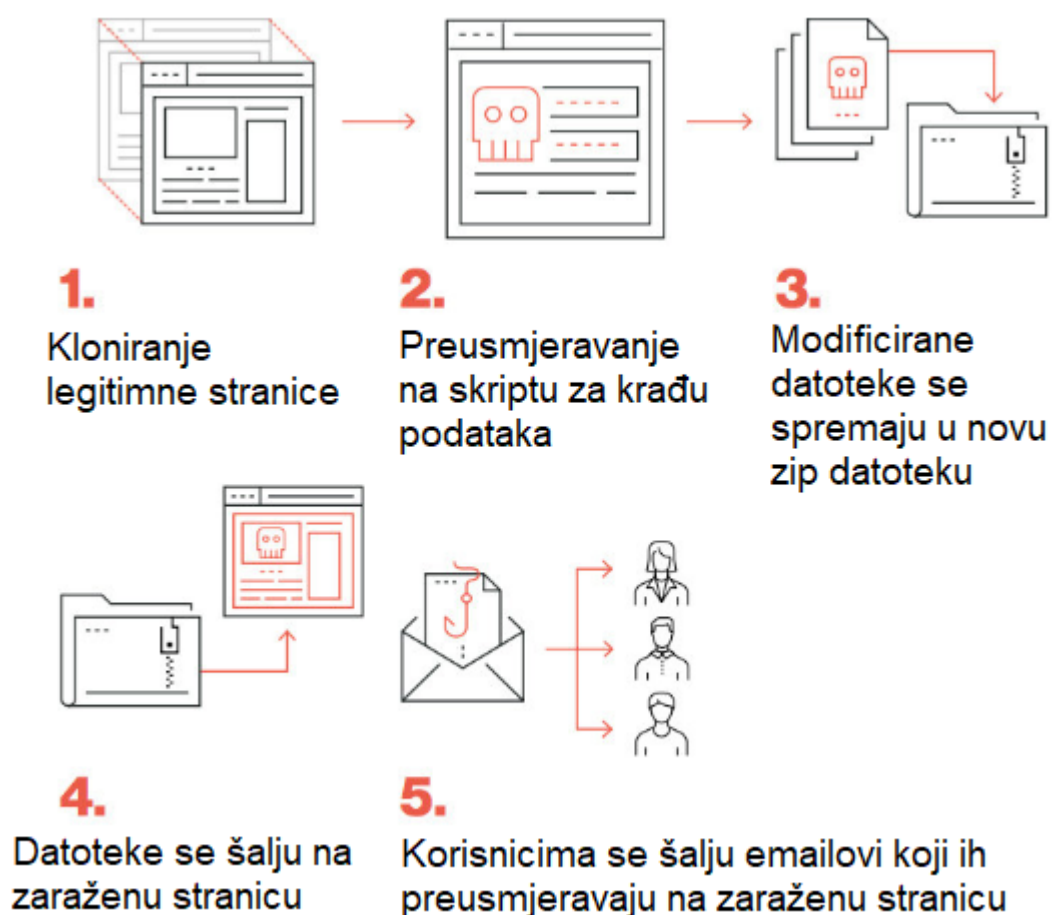 1.
Kloniranje
legitimne stranice
2.
Preusmjeravanje
na skriptu za krađu
podataka
3.
Modificirane
datoteke se
spremaju u novu
zip datoteku
4.
Datoteke se šalju na
zaraženu stranicu
5.
Korisnicima se šalju emailovi koji ih
preusmjeravaju na zaraženu stranicu